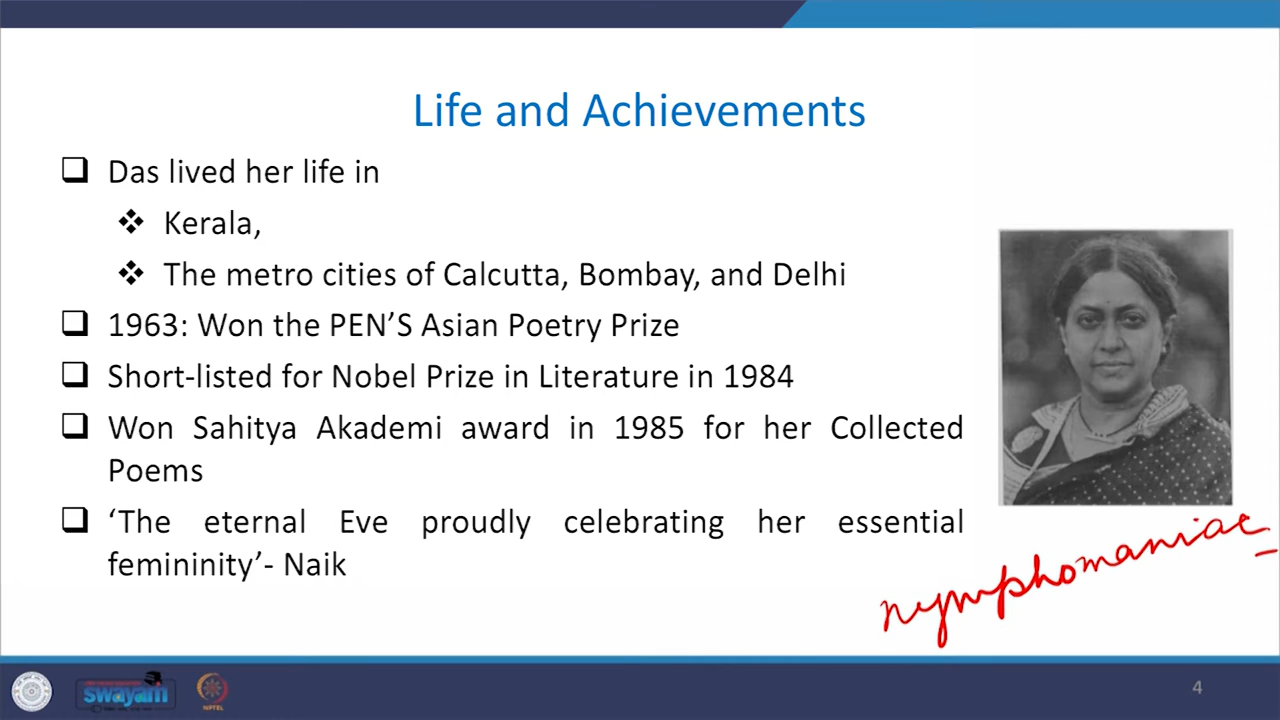 Life and Achievements
❑ Das lived her life in
❖ Kerala,
❖ The metro cities of Calcutta, Bombay, and Delhi
❑ 1963: Won the PEN’S Asian Poetry Prize
❑ Short-listed for Nobel Prize in Literature in 1984
❑ Won Sahitya Akademi award in 1985 for her Collected
Poems
❑ ‘The eternal Eve proudly celebrating her essential
femininity’- Naik
nymphomaniac
swayam
NPTEL
4